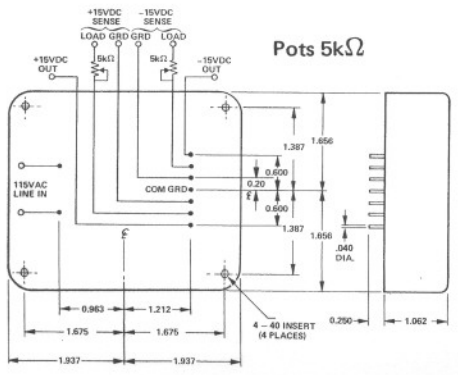 +15VDC –15VDC
SENSE SENSE
LOAD GRD GRD LOAD
+15VDC
OUT
5kΩ
5kΩ
–15VDC
OUT
Pots 5kΩ
115VAC
LINE IN
COM GRD
0.600
0.20
0.600
1.387
1.387
1.656
1.656
.040
DIA.
0.963
1.212
1.675
1.675
1.937
1.937
4 – 40 INSERT
(4 PLACES)
0.250
1.062